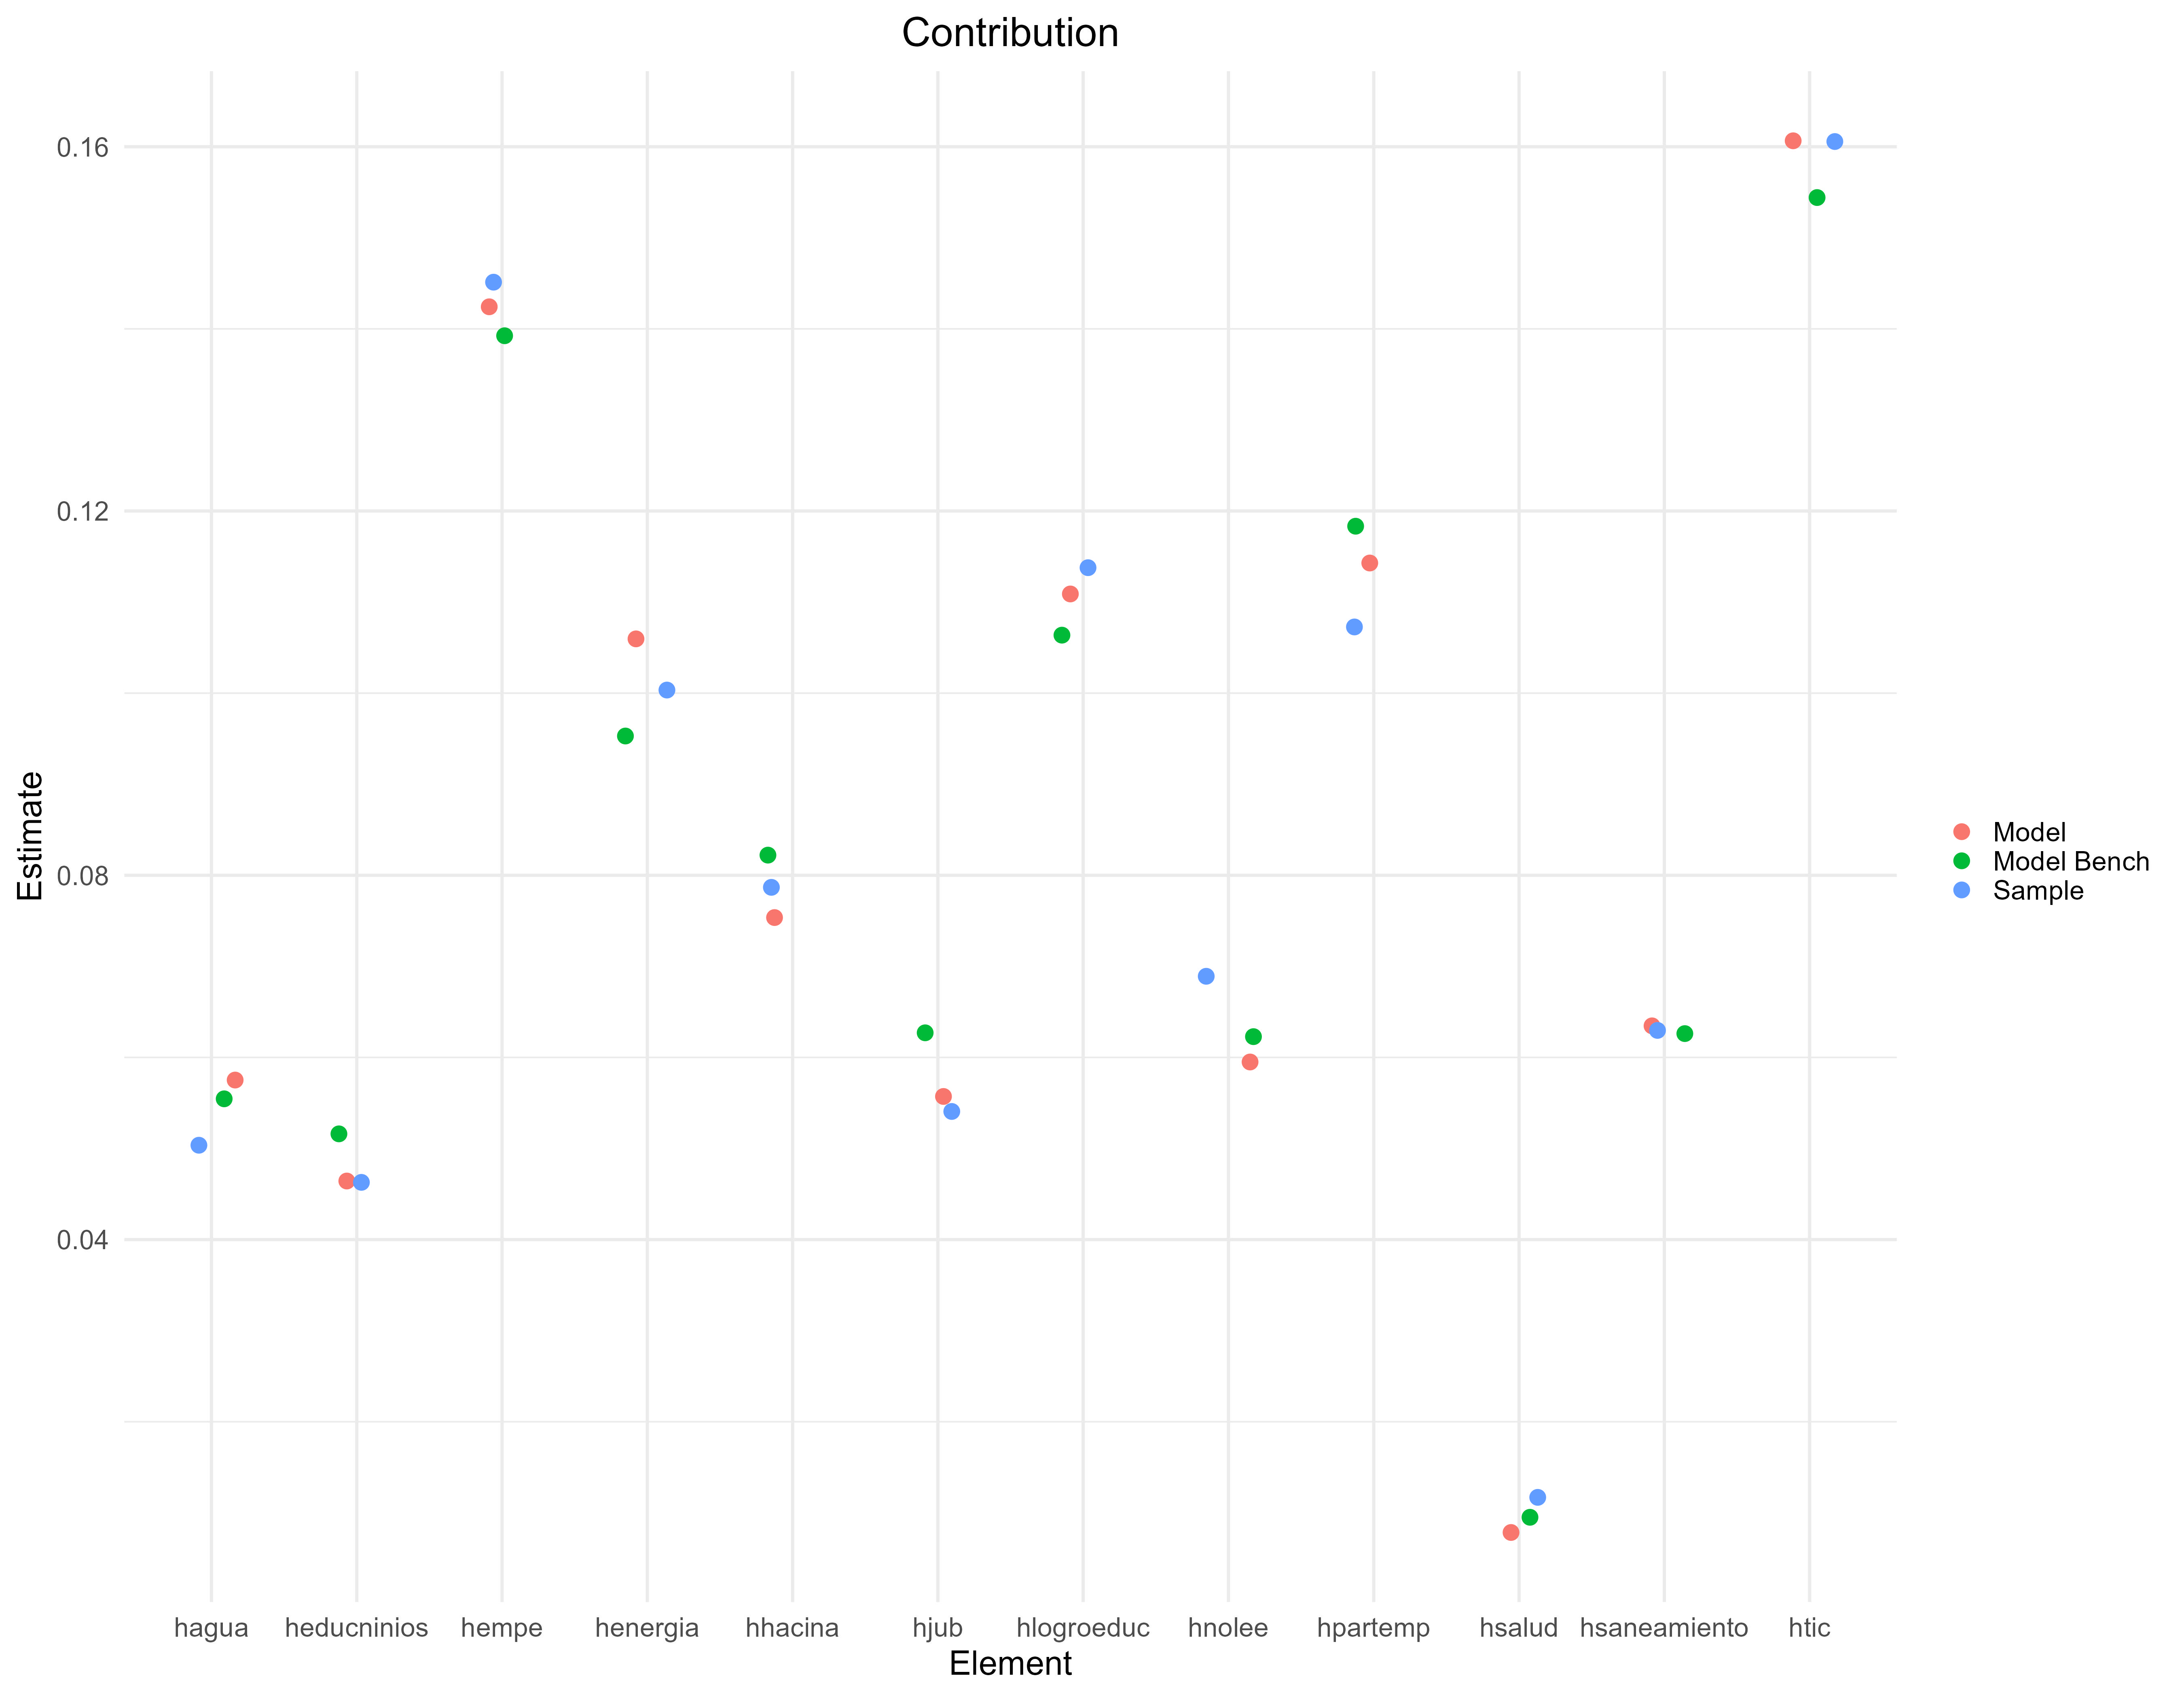 Contribution
0.16
0.12
0.08
0.04
Estimate
hagua heducninios hempe henergia hhacina hjub hlogroeduc hnolee hpartemp hsalud hsaneamiento htic
Element
Model
Model Bench
Sample